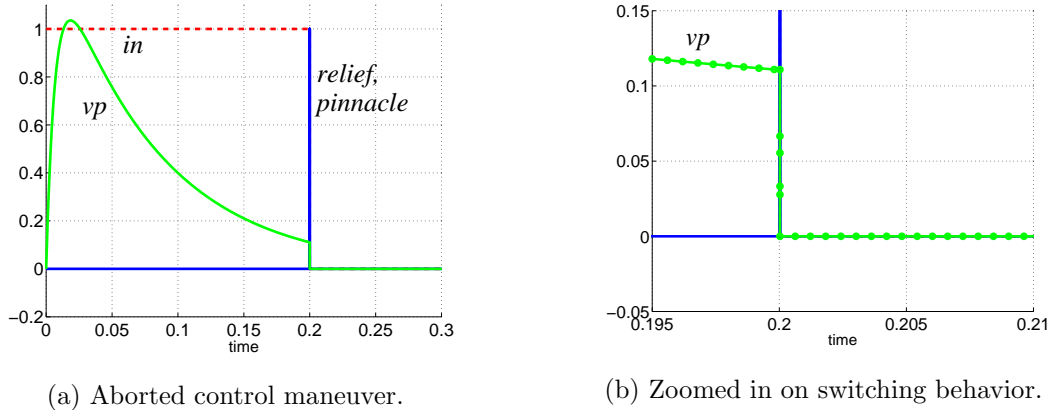 1
0.8
0.6
0.4
0.2
0
−0.2
0 0.05 0.1 0.15 0.2 0.25 0.3
time
in
vp
relief,
pinnacle
(a) Aborted control maneuver.
0.15
0.05
0
−0.05
0.195 0.2 0.205 0.21
time
vp
(b) Zoomed in on switching behavior.